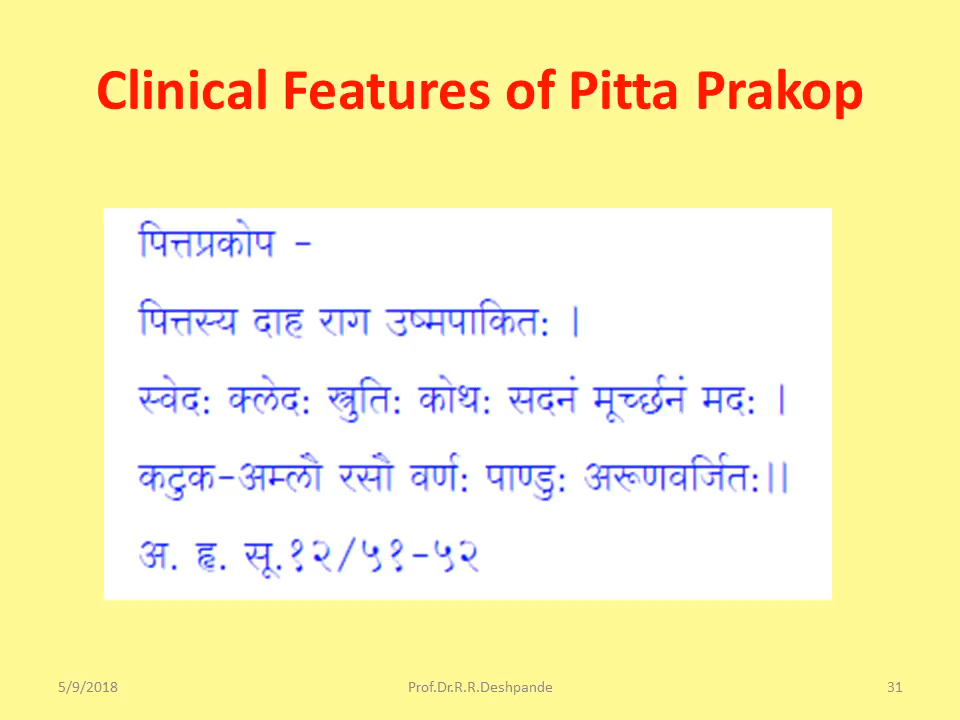 Clinical Features of Pitta Prakop
पित्तप्रकोप -
पित्तस्य दाह राग उष्मपाकितः |
स्वेदः क्लेदः स्त्रुतिः कोथः सदनं मूर्च्छनं मदः |
कटुक-अम्लौ रसौ वर्णः पाण्डुः अरूणवर्जितः||
अ. हृ. सू.१२/५१-५२
5/9/2018 Prof.Dr.R.R.Deshpande 31